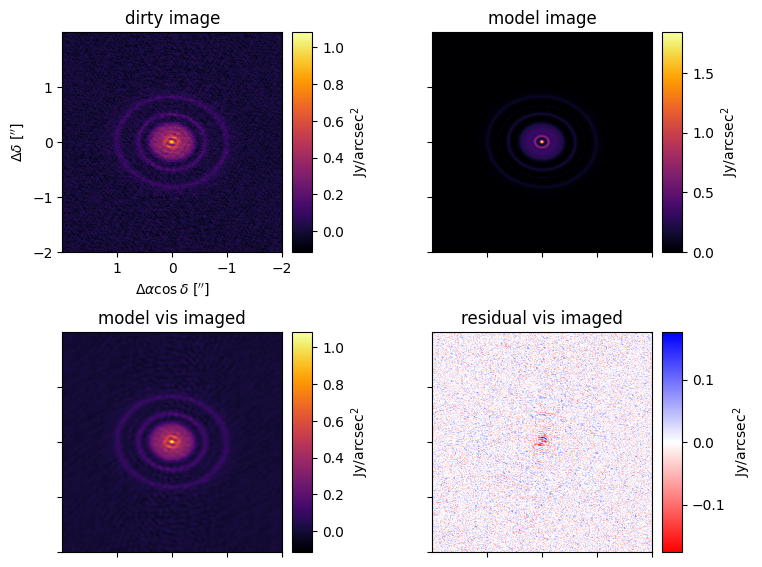 dirty image
1
0
−1
−2
1
0
−1
−2
Δδ [″]
Δα cos δ [″]
1.0
0.8
0.6
0.4
0.2
0.0
Jy/arcsec²
model image
1.5
1.0
0.5
0.0
Jy/arcsec²
model vis imaged
1.0
0.8
0.6
0.4
0.2
0.0
Jy/arcsec²
residual vis imaged
0.1
0.0
−0.1
Jy/arcsec²